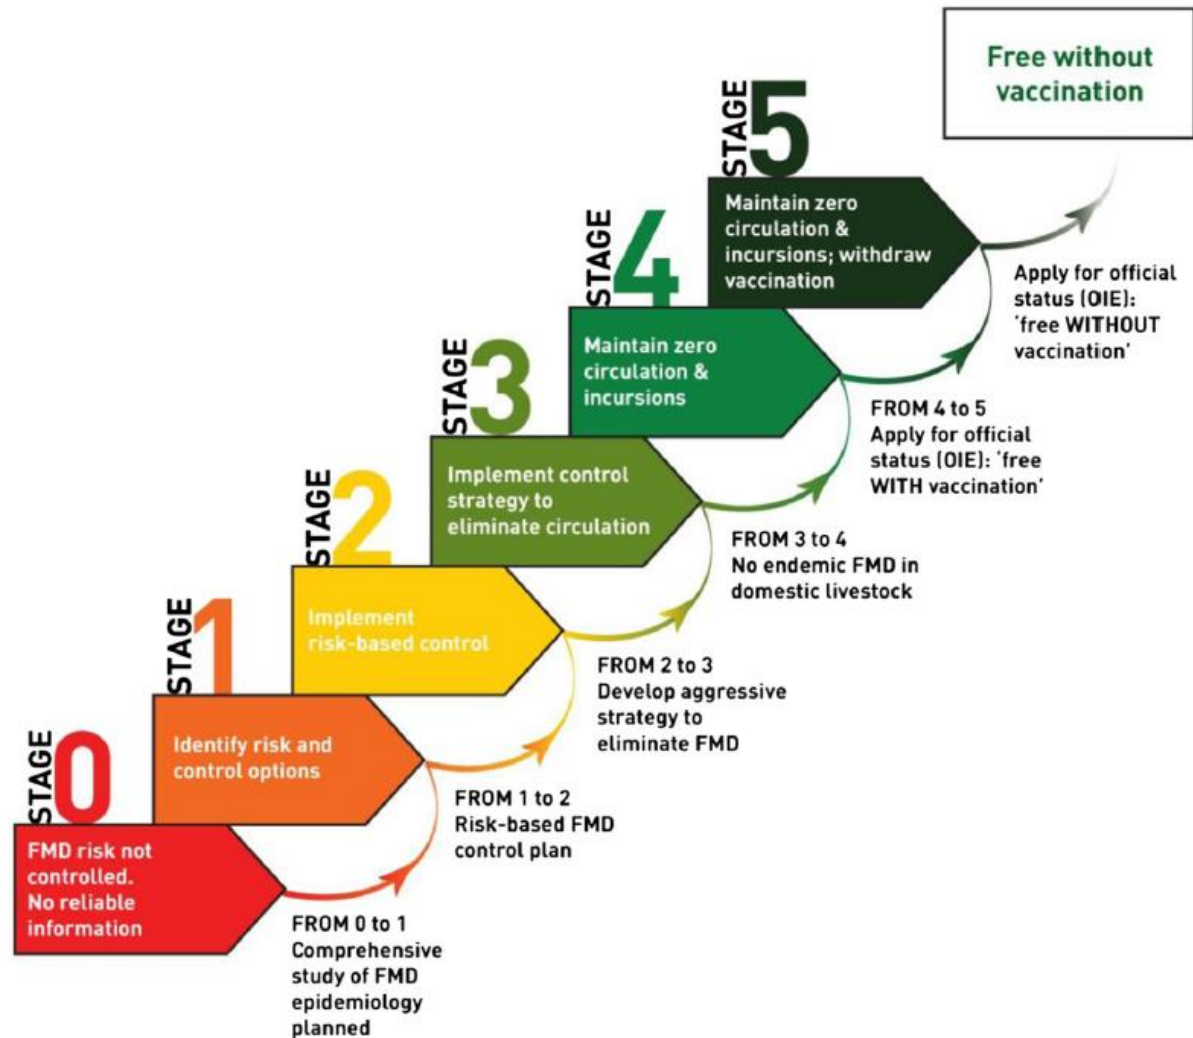 STAGE 0
FMD risk not
controlled.
No reliable
information
FROM 0 to 1
Comprehensive
study of FMD
epidemiology
planned
STAGE 1
Identify risk and
control options
FROM 1 to 2
Risk-based FMD
control plan
STAGE 2
Implement
risk-based control
FROM 2 to 3
Develop aggressive
strategy to
eliminate FMD
STAGE 3
Implement control
strategy to
eliminate circulation
FROM 3 to 4
No endemic FMD in
domestic livestock
STAGE 4
Maintain zero
circulation &
incursions
FROM 4 to 5
Apply for official
status (OIE): ‘free
WITH vaccination’
STAGE 5
Maintain zero
circulation &
incursions; withdraw
vaccination
Apply for official
status (OIE):
‘free WITHOUT
vaccination’
Free without
vaccination